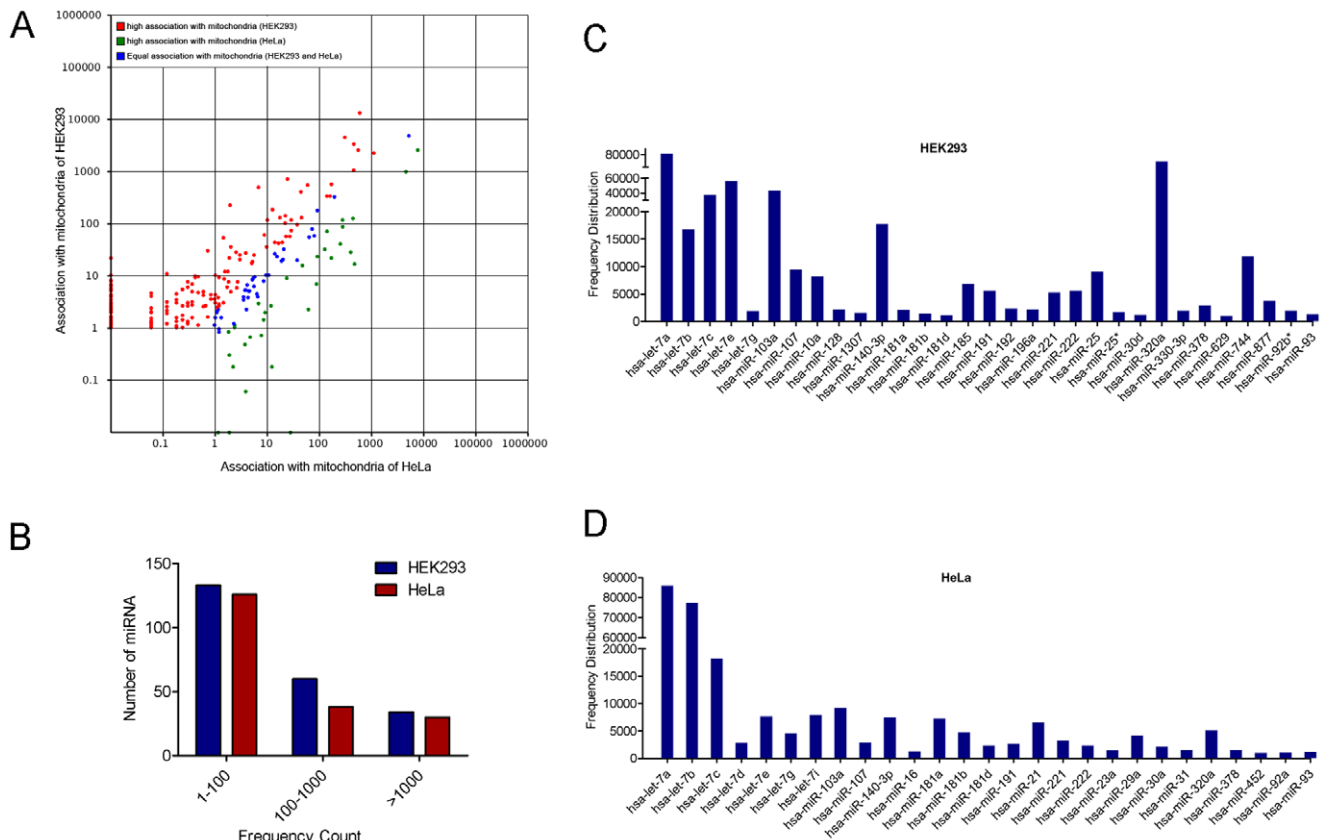 A
1000000
100000
10000
1000
100
10
1
0.1
Association with mitochondria of HEK293
high association with mitochondria (HEK293)
high association with mitochondria (HeLa)
Equal association with mitochondria (HEK293 and HeLa)
0.1 1 10 100 1000 10000 100000 1000000
Association with mitochondria of HeLa
B
150
100
50
0
Number of miRNA
HEK293
HeLa
1-100
100-1000
>1000
Frequency Count
C
HEK293
80000
60000
40000
20000
15000
10000
5000
0
Frequency Distribution
hsa-let-7a
hsa-let-7b
hsa-let-7c
hsa-let-7e
hsa-let-7g
hsa-miR-103a
hsa-miR-107
hsa-miR-10a
hsa-miR-128
hsa-miR-1307
hsa-miR-140-3p
hsa-miR-181a
hsa-miR-181b
hsa-miR-181d
hsa-miR-185
hsa-miR-191
hsa-miR-192
hsa-miR-196a
hsa-miR-221
hsa-miR-222
hsa-miR-25
hsa-miR-25*
hsa-miR-30d
hsa-miR-320a
hsa-miR-330-3p
hsa-miR-378
hsa-miR-629
hsa-miR-744
hsa-miR-877
hsa-miR-92b*
hsa-miR-93
D
HeLa
90000
80000
70000
60000
20000
15000
10000
5000
0
Frequency Distribution
hsa-let-7a
hsa-let-7b
hsa-let-7c
hsa-let-7d
hsa-let-7e
hsa-let-7g
hsa-let-7i
hsa-miR-103a
hsa-miR-107
hsa-miR-140-3p
hsa-miR-16
hsa-miR-181a
hsa-miR-181b
hsa-miR-181d
hsa-miR-191
hsa-miR-21
hsa-miR-221
hsa-miR-222
hsa-miR-23a
hsa-miR-29a
hsa-miR-30a
hsa-miR-31
hsa-miR-320a
hsa-miR-378
hsa-miR-452
hsa-miR-92a
hsa-miR-93